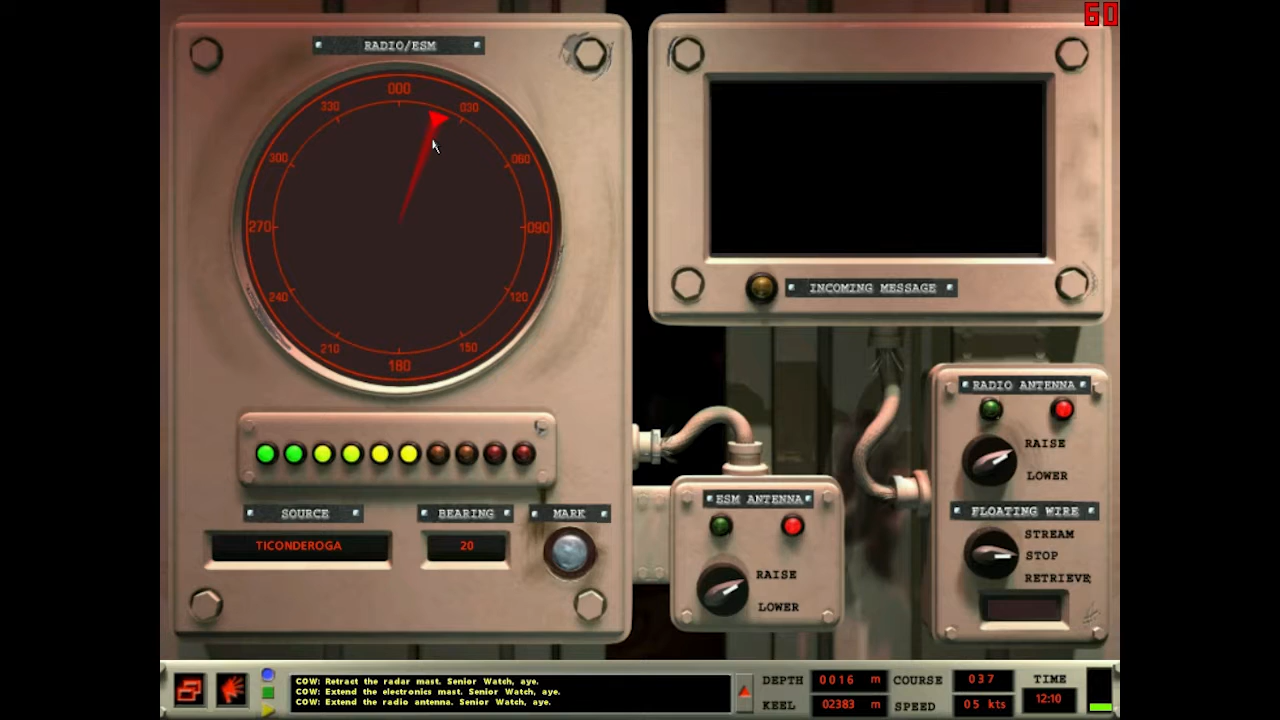 60
RADIO/ESM
000
330
030
300
060
270
090
240
120
210
150
180
INCOMING MESSAGE
RADIO ANTENNA
RAISE
LOWER
ESM ANTENNA
RAISE
LOWER
FLOATING WIRE
STREAM
STOP
RETRIEVE
SOURCE
BEARING
MARK
TICONDEROGA
20
COW: Retract the radar mast. Senior Watch, aye.
COW: Extend the electronics mast. Senior Watch, aye.
COW: Extend the radio antenna. Senior Watch, aye.
DEPTH 0016 m COURSE 037 TIME
KEEL 02383 m SPEED 05 kts 12:10